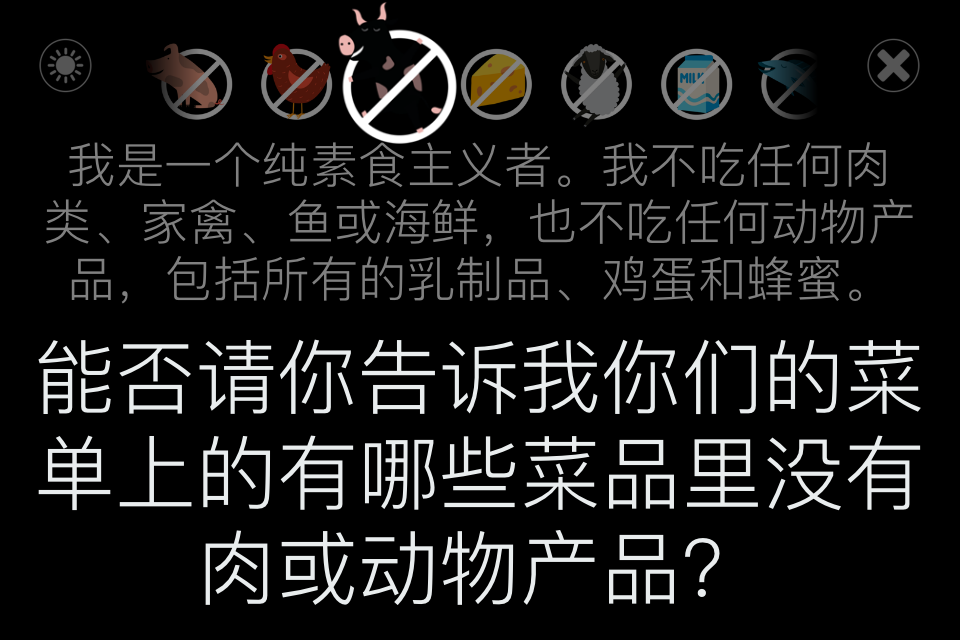 MILK
我是一个纯素食主义者。我不吃任何肉
类、家禽、鱼或海鲜，也不吃任何动物产
品，包括所有的乳制品、鸡蛋和蜂蜜。
能否请你告诉我你们的菜
单上的有哪些菜品里没有
肉或动物产品？